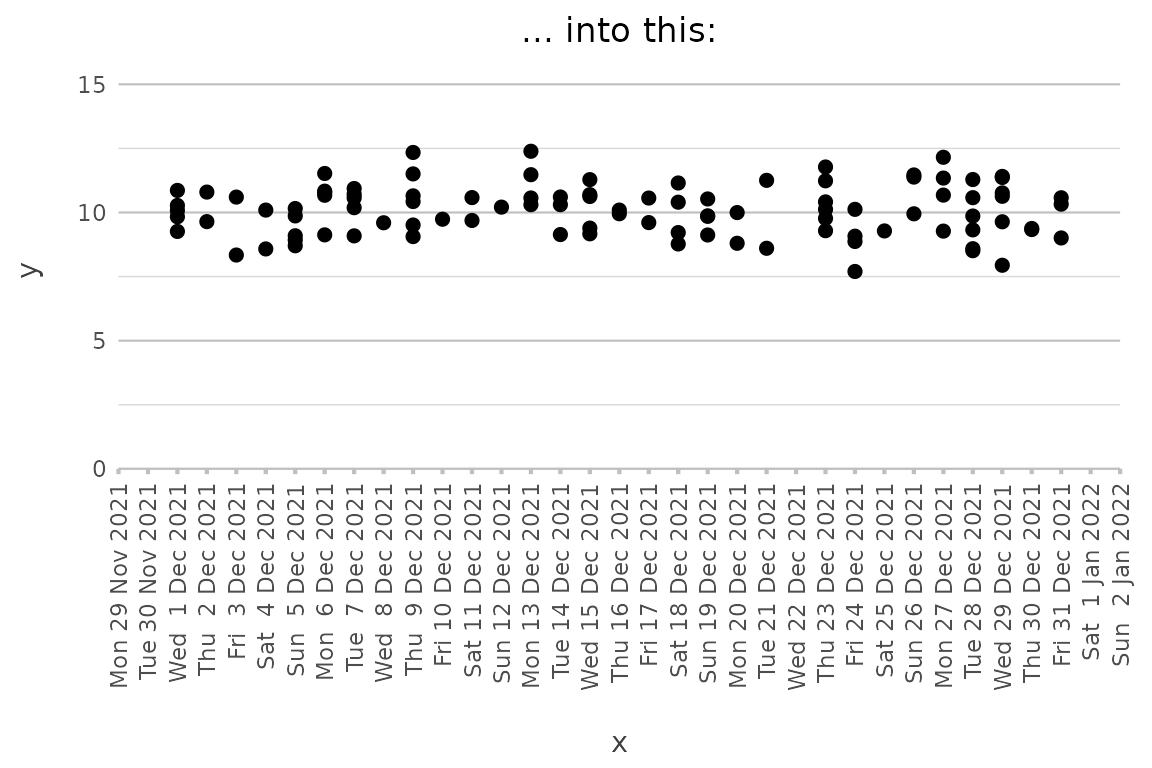 ... into this:
15
10
5
0
y
Mon 29 Nov 2021
Tue 30 Nov 2021
Wed  1 Dec 2021
Thu  2 Dec 2021
Fri  3 Dec 2021
Sat  4 Dec 2021
Sun  5 Dec 2021
Mon  6 Dec 2021
Tue  7 Dec 2021
Wed  8 Dec 2021
Thu  9 Dec 2021
Fri 10 Dec 2021
Sat 11 Dec 2021
Sun 12 Dec 2021
Mon 13 Dec 2021
Tue 14 Dec 2021
Wed 15 Dec 2021
Thu 16 Dec 2021
Fri 17 Dec 2021
Sat 18 Dec 2021
Sun 19 Dec 2021
Mon 20 Dec 2021
Tue 21 Dec 2021
Wed 22 Dec 2021
Thu 23 Dec 2021
Fri 24 Dec 2021
Sat 25 Dec 2021
Sun 26 Dec 2021
Mon 27 Dec 2021
Tue 28 Dec 2021
Wed 29 Dec 2021
Thu 30 Dec 2021
Fri 31 Dec 2021
Sat  1 Jan 2022
Sun  2 Jan 2022
x